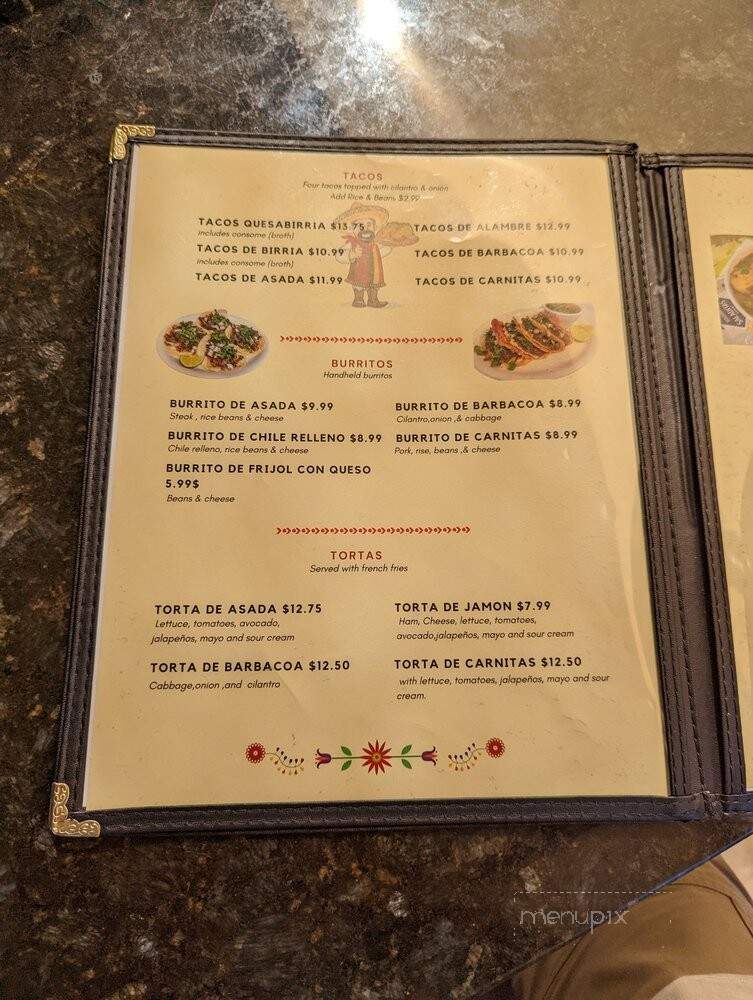 TACOS
Four tacos topped with cilantro & onion
Add Rice & Beans $2.99
TACOS QUESABIRRIA $13.75
includes consome (broth)
TACOS DE BIRRIA $10.99
includes consome (broth)
TACOS DE ASADA $11.99
TACOS DE ALAMBRE $12.99
TACOS DE BARBACOA $10.99
TACOS DE CARNITAS $10.99
BURRITOS
Handheld burritos
BURRITO DE ASADA $9.99
Steak , rice beans & cheese
BURRITO DE CHILE RELLENO $8.99
Chile relleno, rice beans & cheese
BURRITO DE FRIJOL CON QUESO
5.99$
Beans & cheese
BURRITO DE BARBACOA $8.99
Cilantro,onion ,& cabbage
BURRITO DE CARNITAS $8.99
Pork, rise, beans ,& cheese
TORTAS
Served with french fries
TORTA DE ASADA $12.75
Lettuce, tomatoes, avocado,
jalapeños, mayo and sour cream
TORTA DE BARBACOA $12.50
Cabbage,onion ,and cilantro
TORTA DE JAMON $7.99
Ham, Cheese, lettuce, tomatoes,
avocado,jalapeños, mayo and sour cream
TORTA DE CARNITAS $12.50
with lettuce, tomatoes, jalapeños, mayo and sour
cream.
menupix